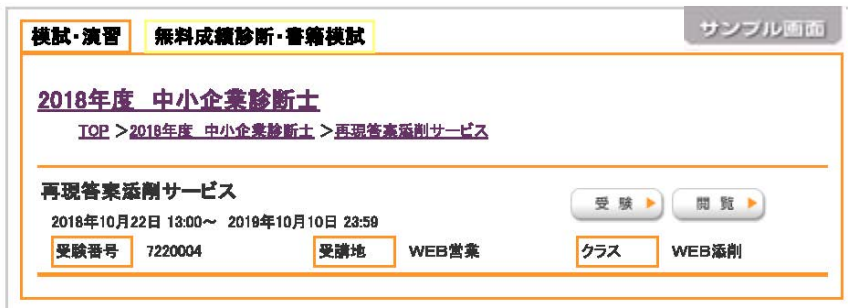 模試・演習 無料成績診断・書籍模試 サンプル画面
2018年度 中小企業診断士
TOP >2018年度 中小企業診断士 >再現答案添削サービス
再現答案添削サービス 受 験 閲 覧
2018年10月22日 13:00～ 2019年10月10日 23:59
受験番号 7220004 受講地 WEB営業 クラス WEB添削